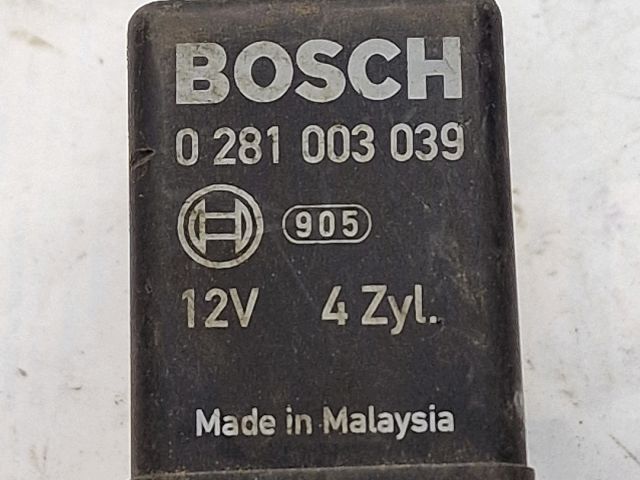 BOSCH
0 281 003 039
905
12V 4 Zyl.
Made in Malaysia